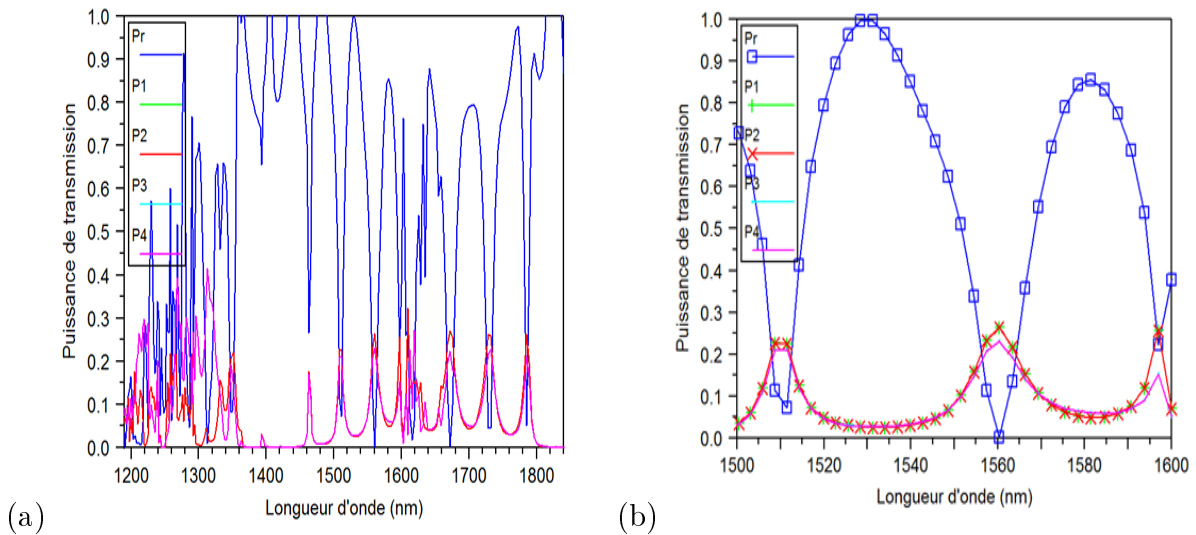 Puissance de transmission
1.0
0.9
0.8
0.7
0.6
0.5
0.4
0.3
0.2
0.1
0.0
Pr
P1
P2
P3
P4
1200 1300 1400 1500 1600 1700 1800
Longueur d'onde (nm)
(a)
Puissance de transmission
1.0
0.9
0.8
0.7
0.6
0.5
0.4
0.3
0.2
0.1
0.0
Pr
P1
P2
P3
P4
1500 1520 1540 1560 1580 1600
Longueur d'onde (nm)
(b)